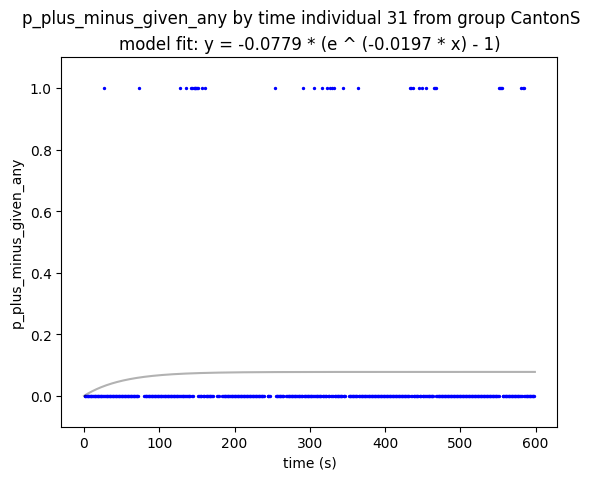 p_plus_minus_given_any by time individual 31 from group CantonS
model fit: y = -0.0779 * (e ^ (-0.0197 * x) - 1)
1.0
0.8
0.6
0.4
0.2
0.0
p_plus_minus_given_any
0 100 200 300 400 500 600
time (s)